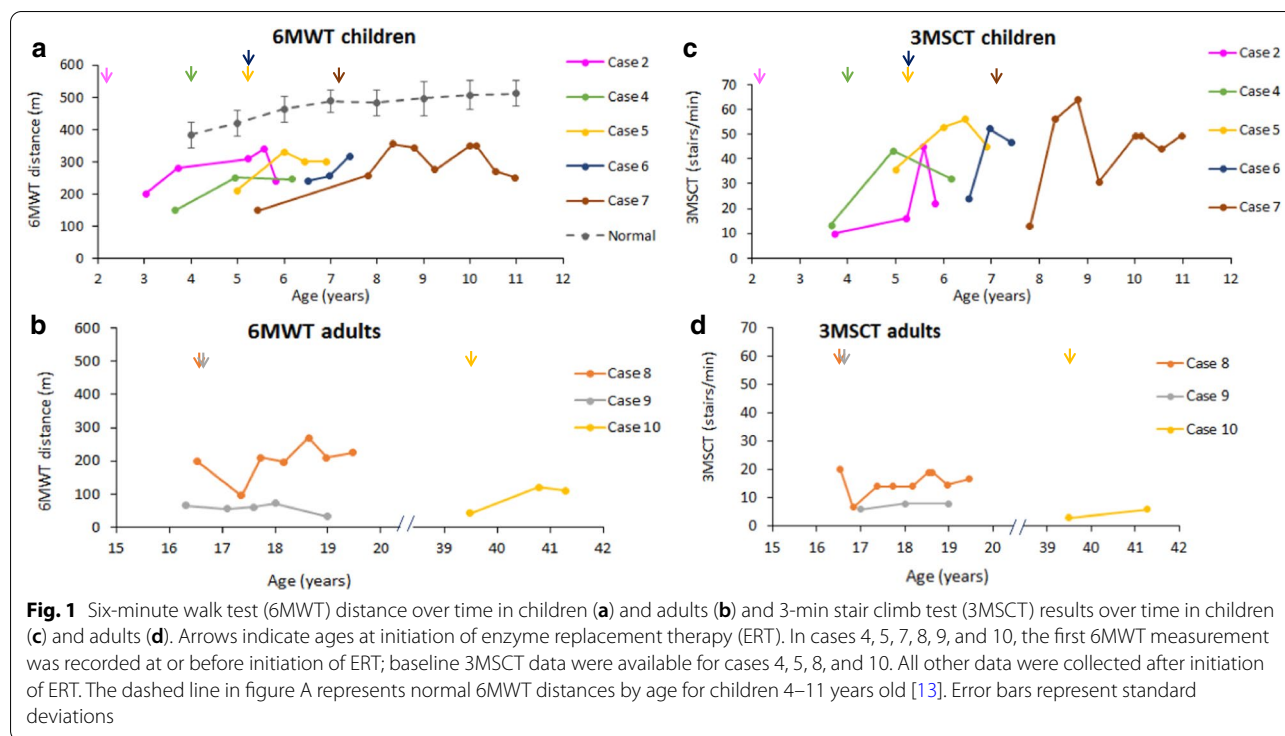 a
6MWT children
600
500
400
300
200
100
0
6MWT distance (m)
2 3 4 5 6 7 8 9 10 11 12
Age (years)
Case 2
Case 4
Case 5
Case 6
Case 7
Normal
c
3MSCT children
70
60
50
40
30
20
10
0
3MSCT (stairs/min)
2 3 4 5 6 7 8 9 10 11 12
Age (years)
Case 2
Case 4
Case 5
Case 6
Case 7
b
6MWT adults
600
500
400
300
200
100
0
6MWT distance (m)
15 16 17 18 19 20 // 39 40 41 42
Age (years)
Case 8
Case 9
Case 10
d
3MSCT adults
70
60
50
40
30
20
10
0
3MSCT (stairs/min)
15 16 17 18 19 20 // 39 40 41 42
Age (years)
Case 8
Case 9
Case 10
Fig. 1 Six-minute walk test (6MWT) distance over time in children (a) and adults (b) and 3-min stair climb test (3MSCT) results over time in children
(c) and adults (d). Arrows indicate ages at initiation of enzyme replacement therapy (ERT). In cases 4, 5, 7, 8, 9, and 10, the first 6MWT measurement
was recorded at or before initiation of ERT; baseline 3MSCT data were available for cases 4, 5, 8, and 10. All other data were collected after initiation
of ERT. The dashed line in figure A represents normal 6MWT distances by age for children 4–11 years old [13]. Error bars represent standard
deviations